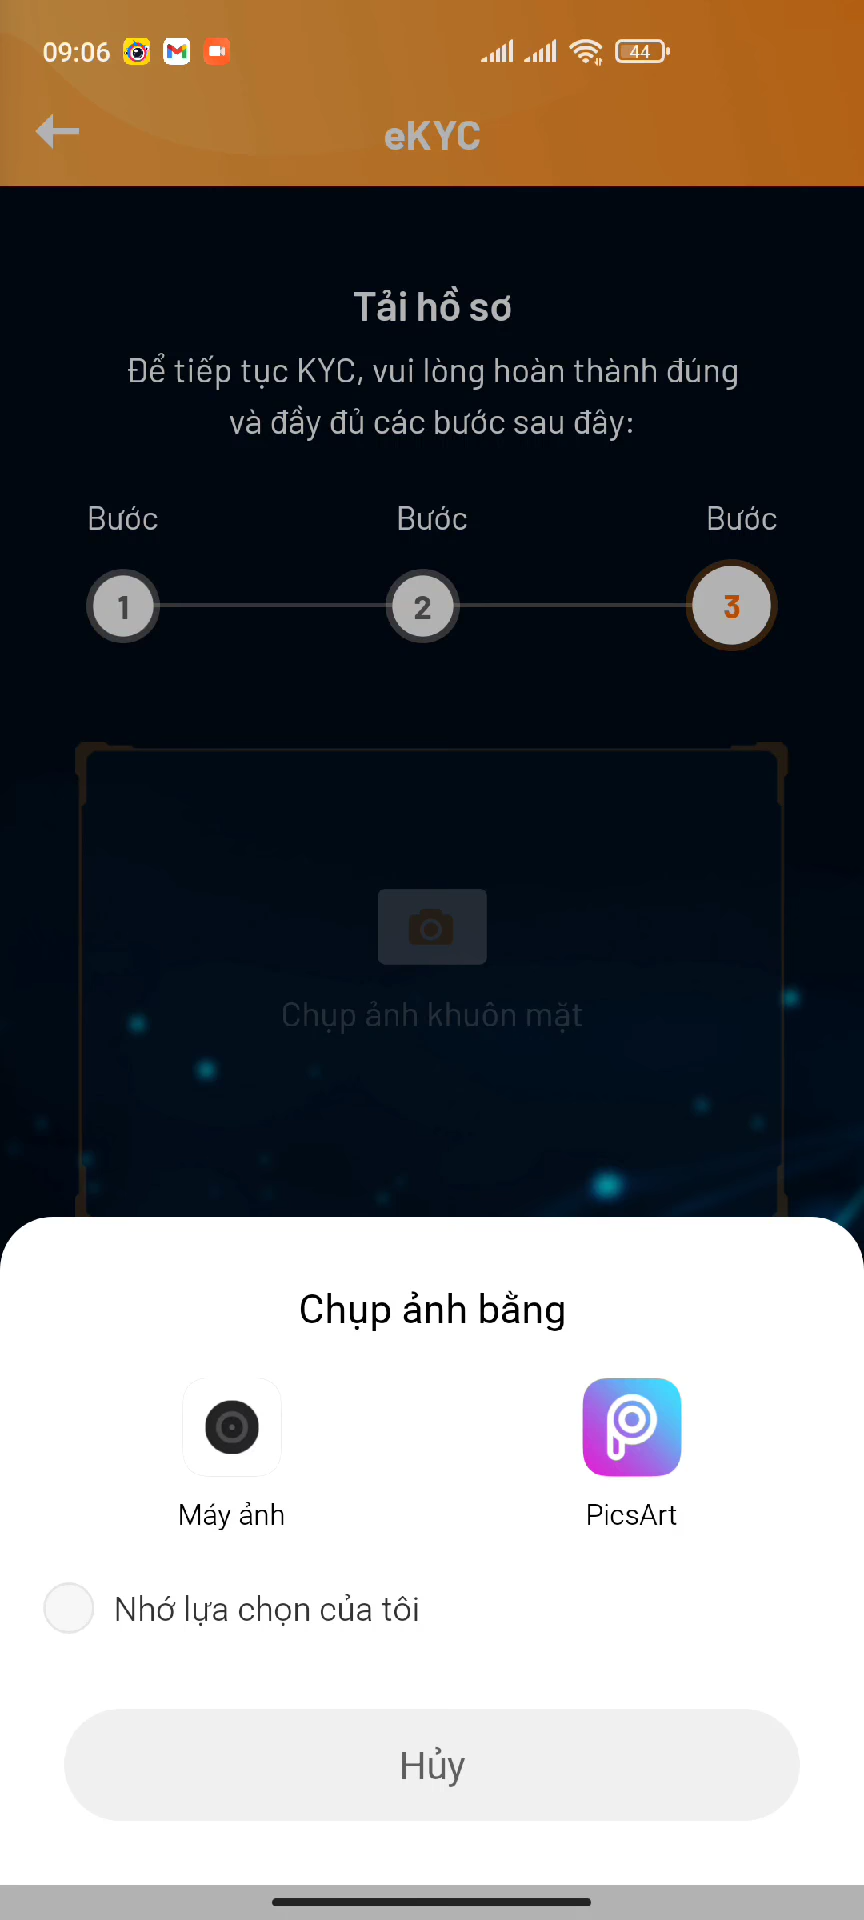 09:06
44
eKYC
Tải hồ sơ
Để tiếp tục KYC, vui lòng hoàn thành đúng
và đầy đủ các bước sau đây:
Bước Bước Bước
1 2 3
Chụp ảnh khuôn mặt
Chụp ảnh bằng
Máy ảnh PicsArt
Nhớ lựa chọn của tôi
Hủy